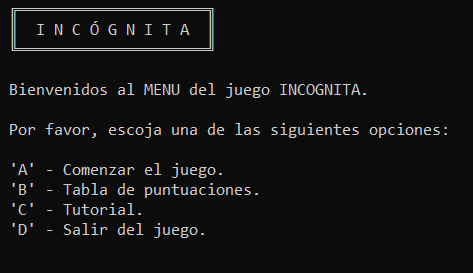 I N C Ó G N I T A
Bienvenidos al MENU del juego INCOGNITA.
Por favor, escoja una de las siguientes opciones:
'A' - Comenzar el juego.
'B' - Tabla de puntuaciones.
'C' - Tutorial.
'D' - Salir del juego.